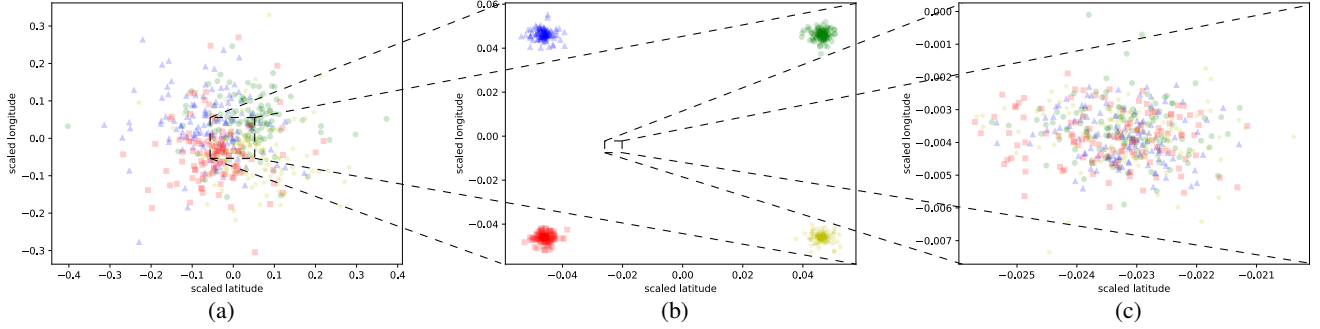 0.3
0.2
0.1
0.0
−0.1
−0.2
−0.3
scaled longitude
−0.4 −0.3 −0.2 −0.1 0.0 0.1 0.2 0.3 0.4
scaled latitude
(a)
0.06
0.04
0.02
0.00
−0.02
−0.04
scaled longitude
−0.04 −0.02 0.00 0.02 0.04
scaled latitude
(b)
0.000
−0.001
−0.002
−0.003
−0.004
−0.005
−0.006
−0.007
scaled longitude
−0.025 −0.024 −0.023 −0.022 −0.021
scaled latitude
(c)